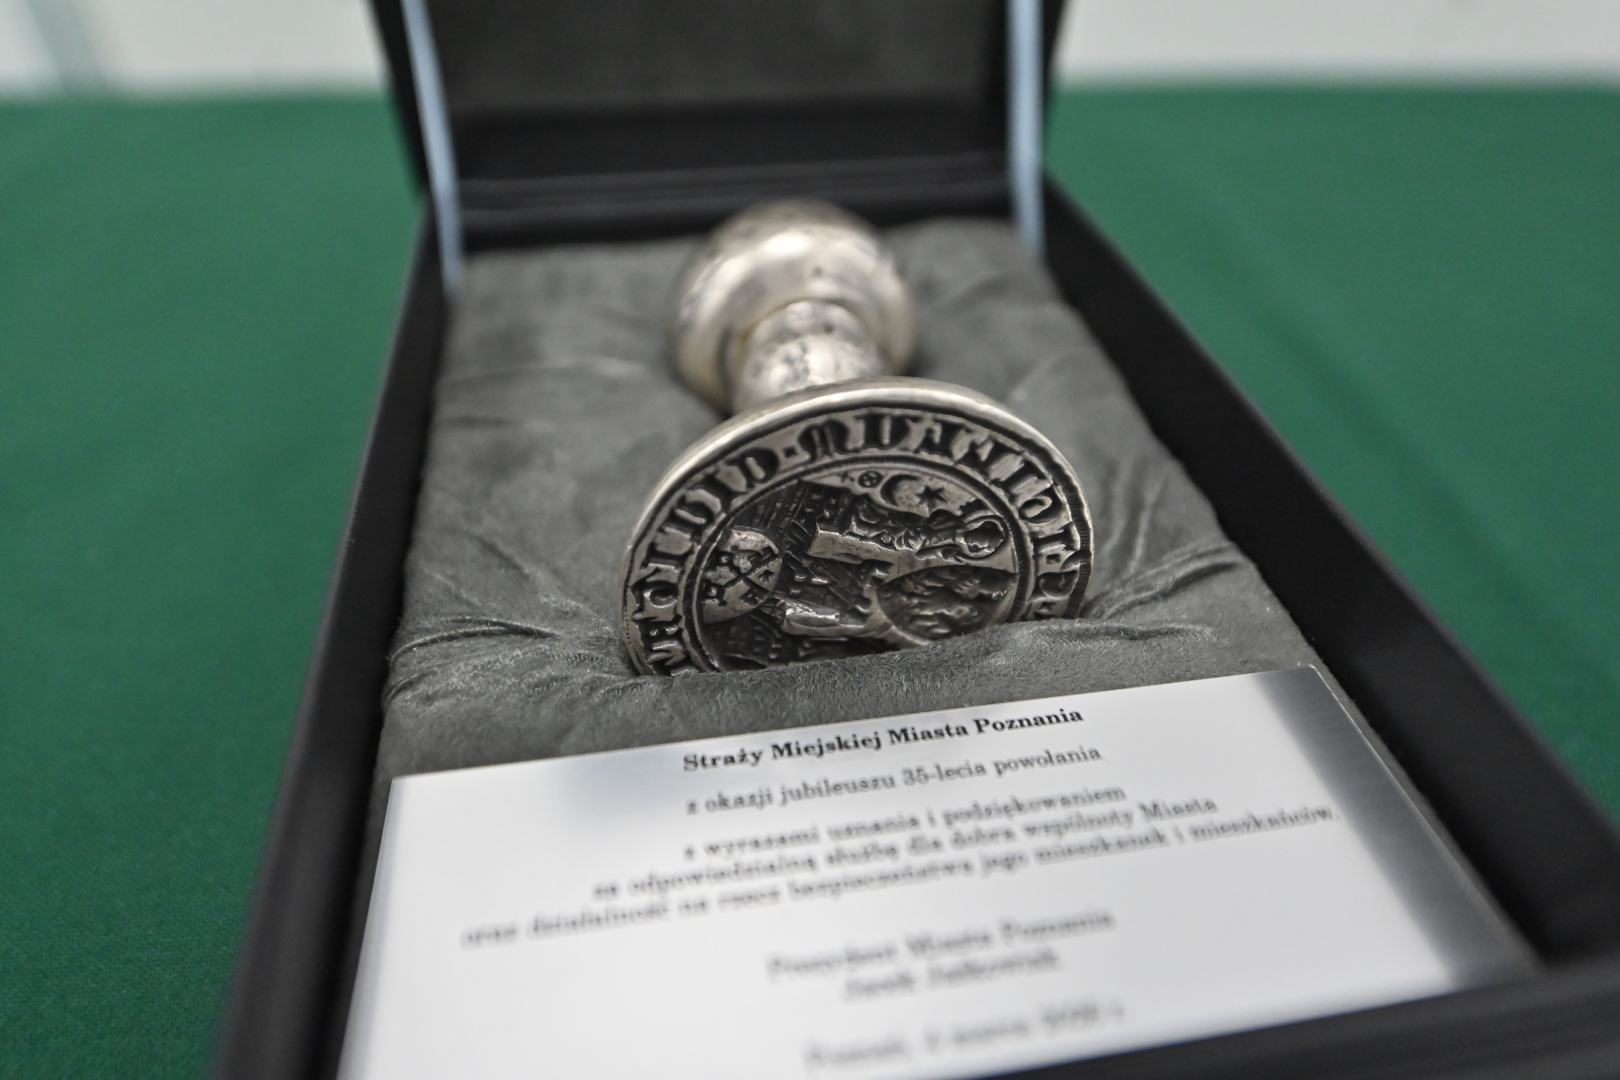 Straży Miejskiej Miasta Poznania
z okazji jubileuszu 35-lecia powołania
z wyrazami uznania i podziękowaniem
za odpowiedzialną służbę dla dobra wspólnoty Miasta
oraz działalność na rzecz bezpieczeństwa jego mieszkanek i mieszkańców.
Prezydent Miasta Poznania
Jacek Jaśkowiak